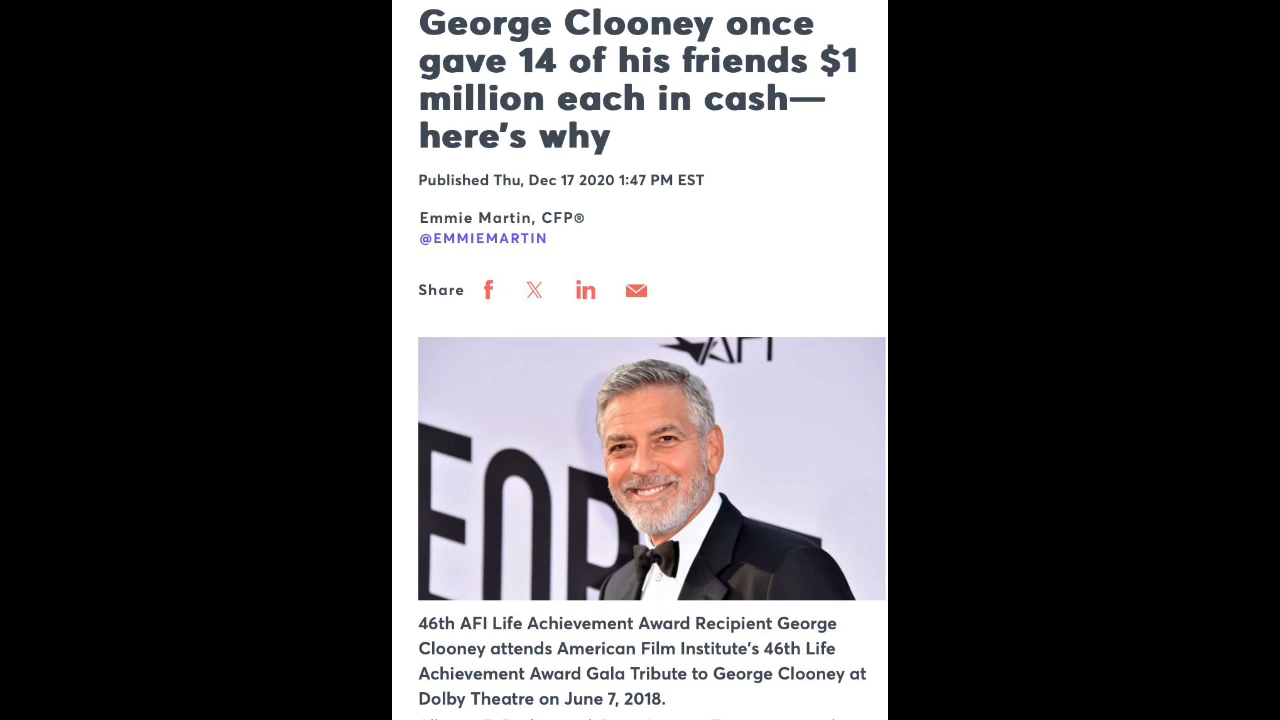 George Clooney once
gave 14 of his friends $1
million each in cash—
here's why
Published Thu, Dec 17 2020 1:47 PM EST
Emmie Martin, CFP®
@EMMIEMARTIN
Share
AFI
46th AFI Life Achievement Award Recipient George
Clooney attends American Film Institute's 46th Life
Achievement Award Gala Tribute to George Clooney at
Dolby Theatre on June 7, 2018.